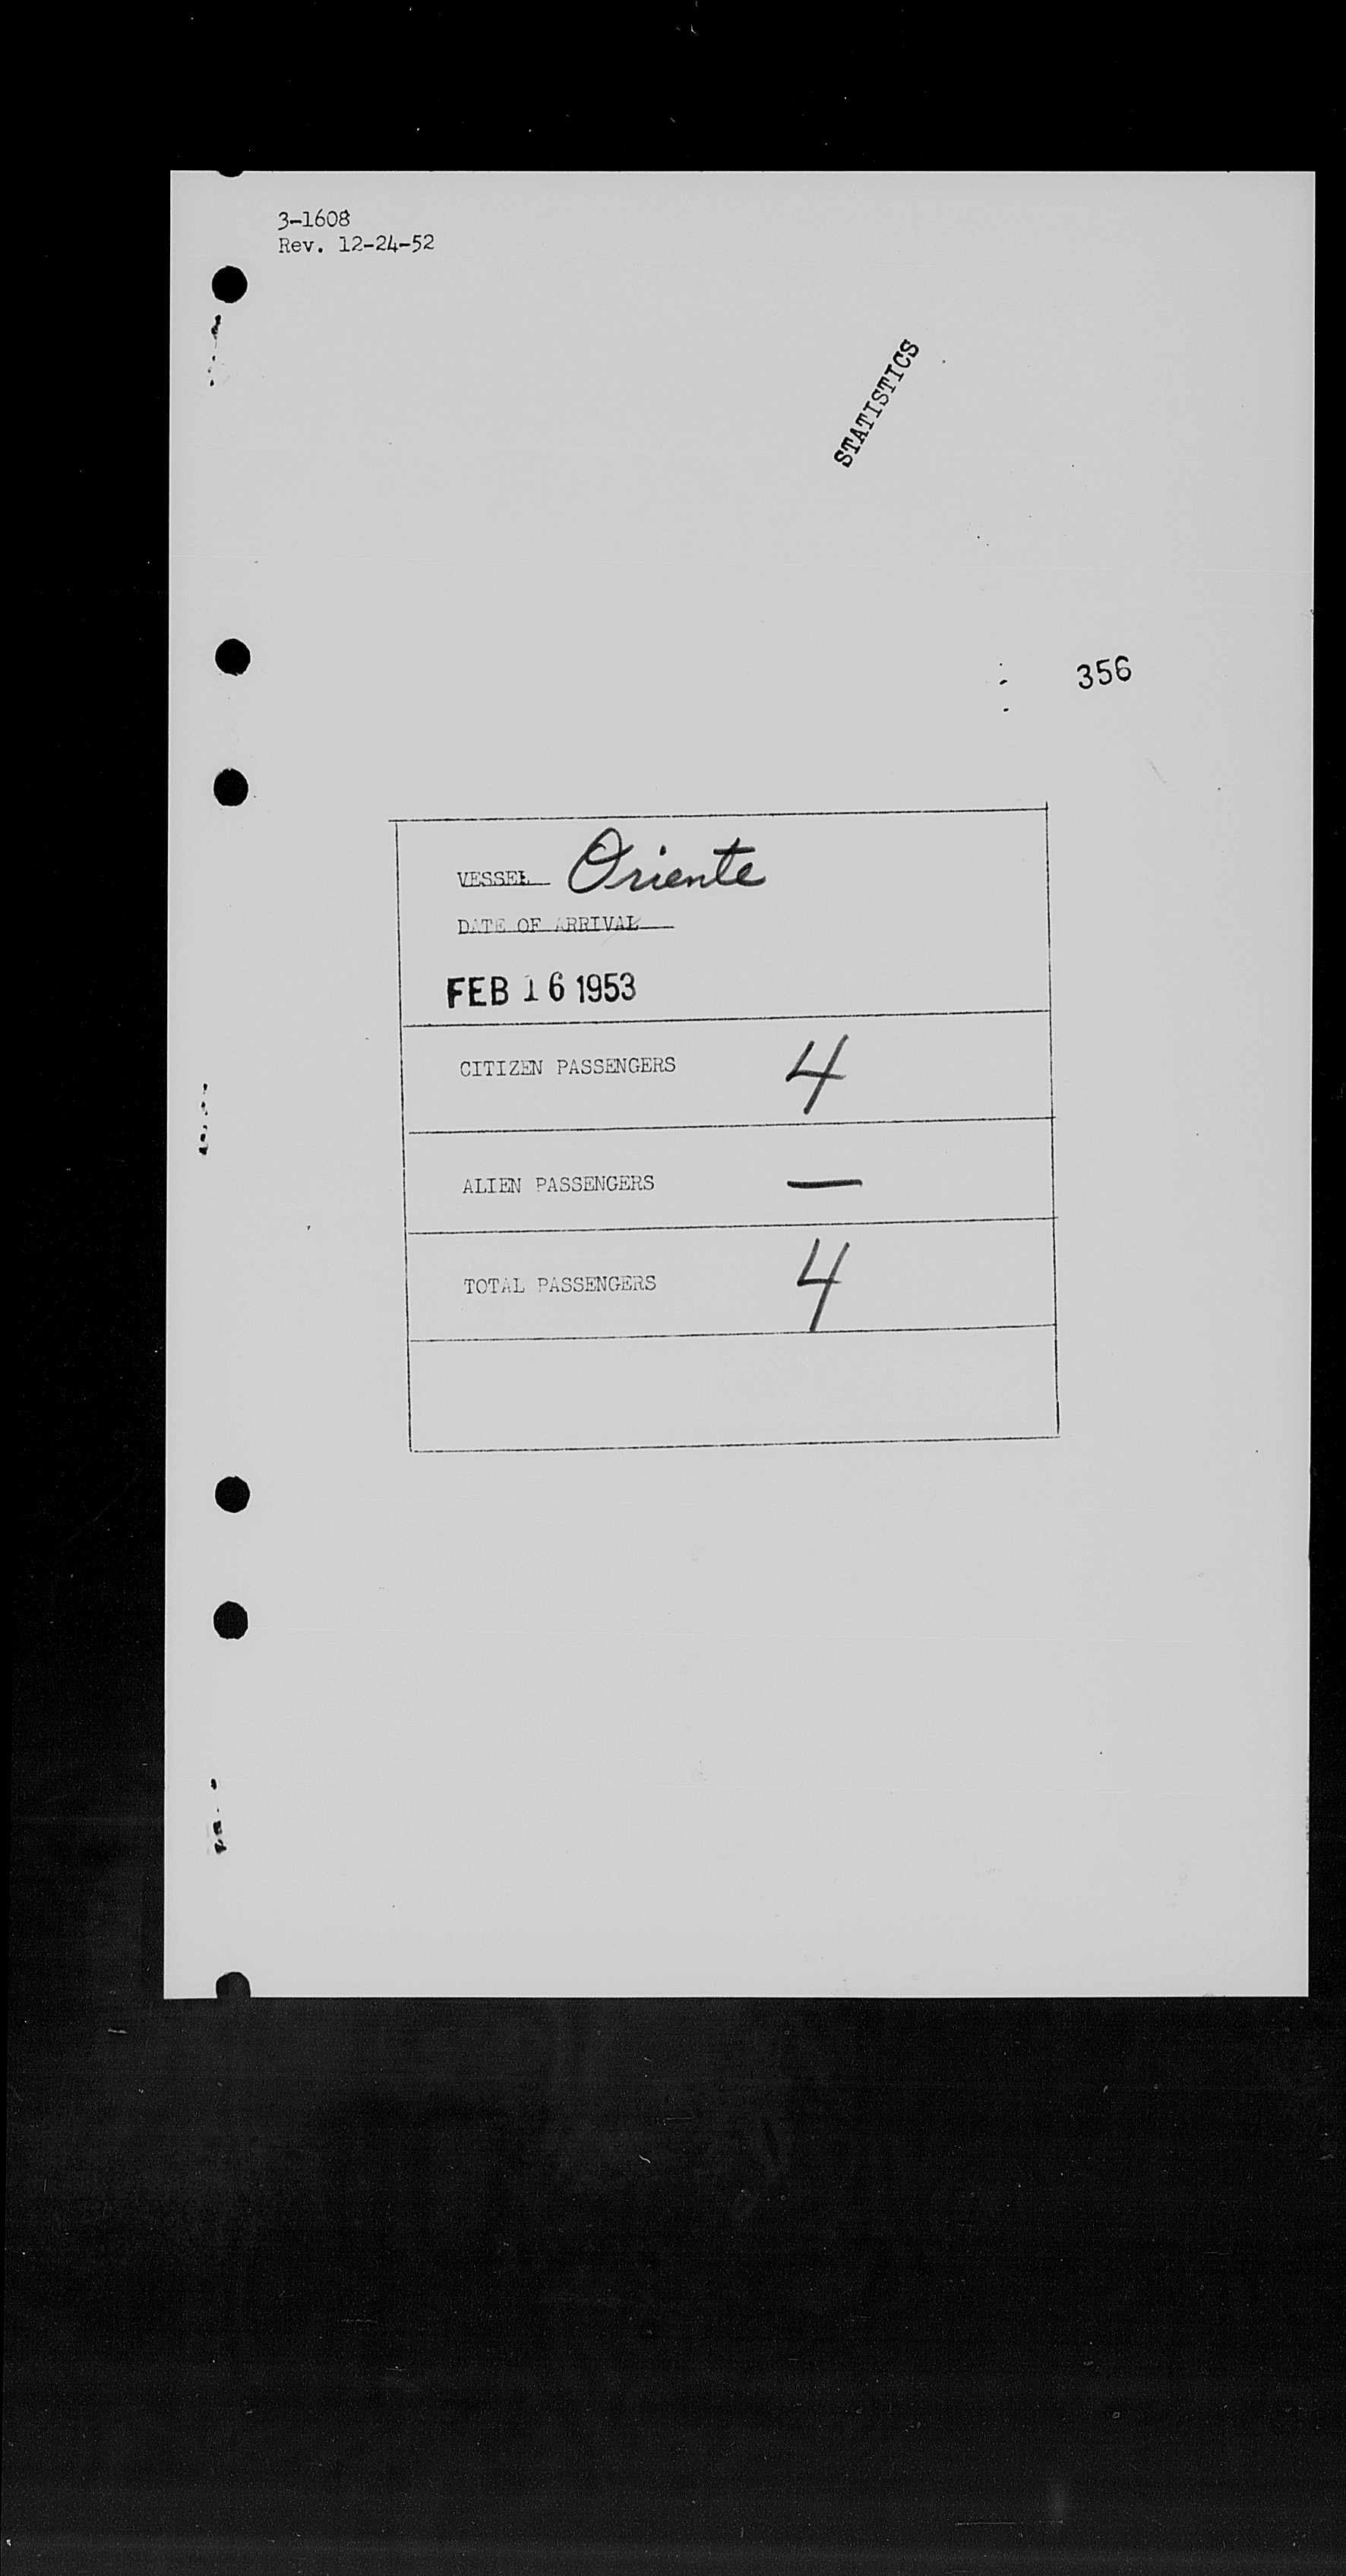 3-1608
Rev. 12-24-52
STATISTICS
356
VESSEL Oriente
DATE OF ARRIVAL
FEB 16 1953
CITIZEN PASSENGERS 4
ALIEN PASSENGERS —
TOTAL PASSENGERS 4